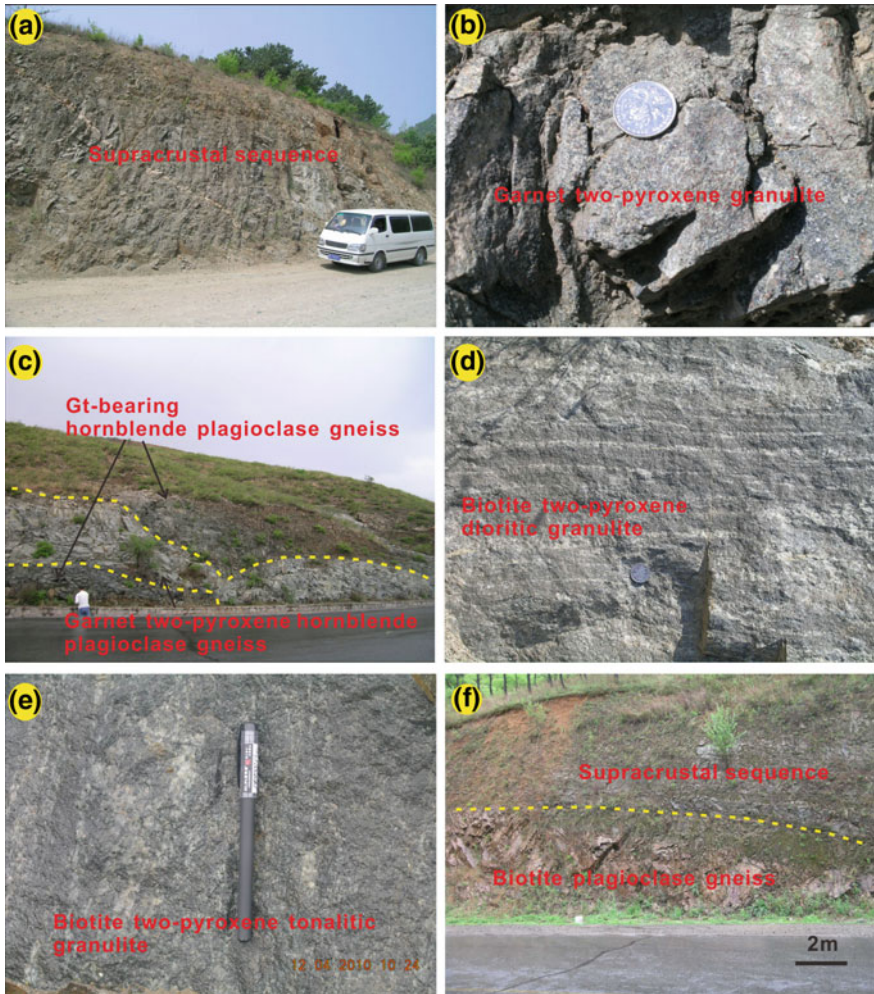 (a)
Supracrustal sequence
(b)
Garnet two-pyroxene granulite
(c)
Gt-bearing
hornblende plagioclase gneiss
Garnet two-pyroxene hornblende
plagioclase gneiss
(d)
Biotite two-pyroxene
dioritic granulite
(e)
Biotite two-pyroxene tonalitic
granulite
12 04 2010 10 24
(f)
Supracrustal sequence
Biotite plagioclase gneiss
2m